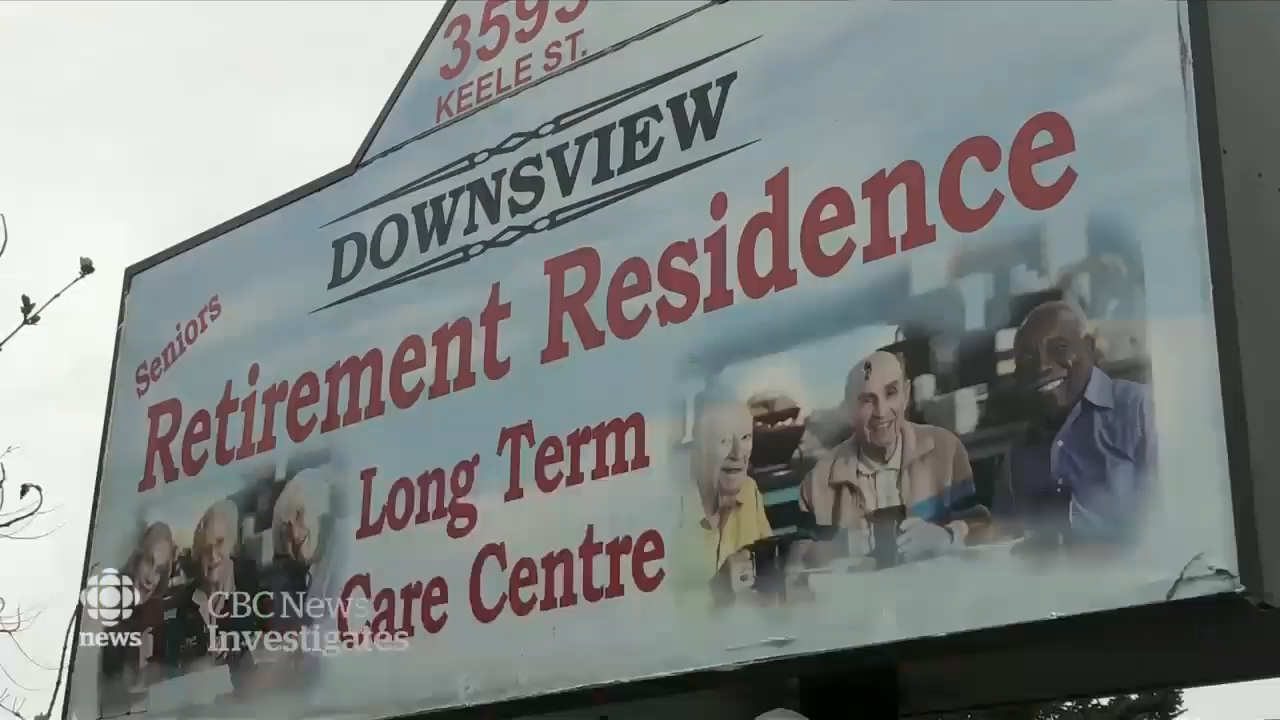 3595
KEELE ST.
DOWNSVIEW
Seniors
Retirement Residence
Long Term
Care Centre
CBC News
Investigates
news